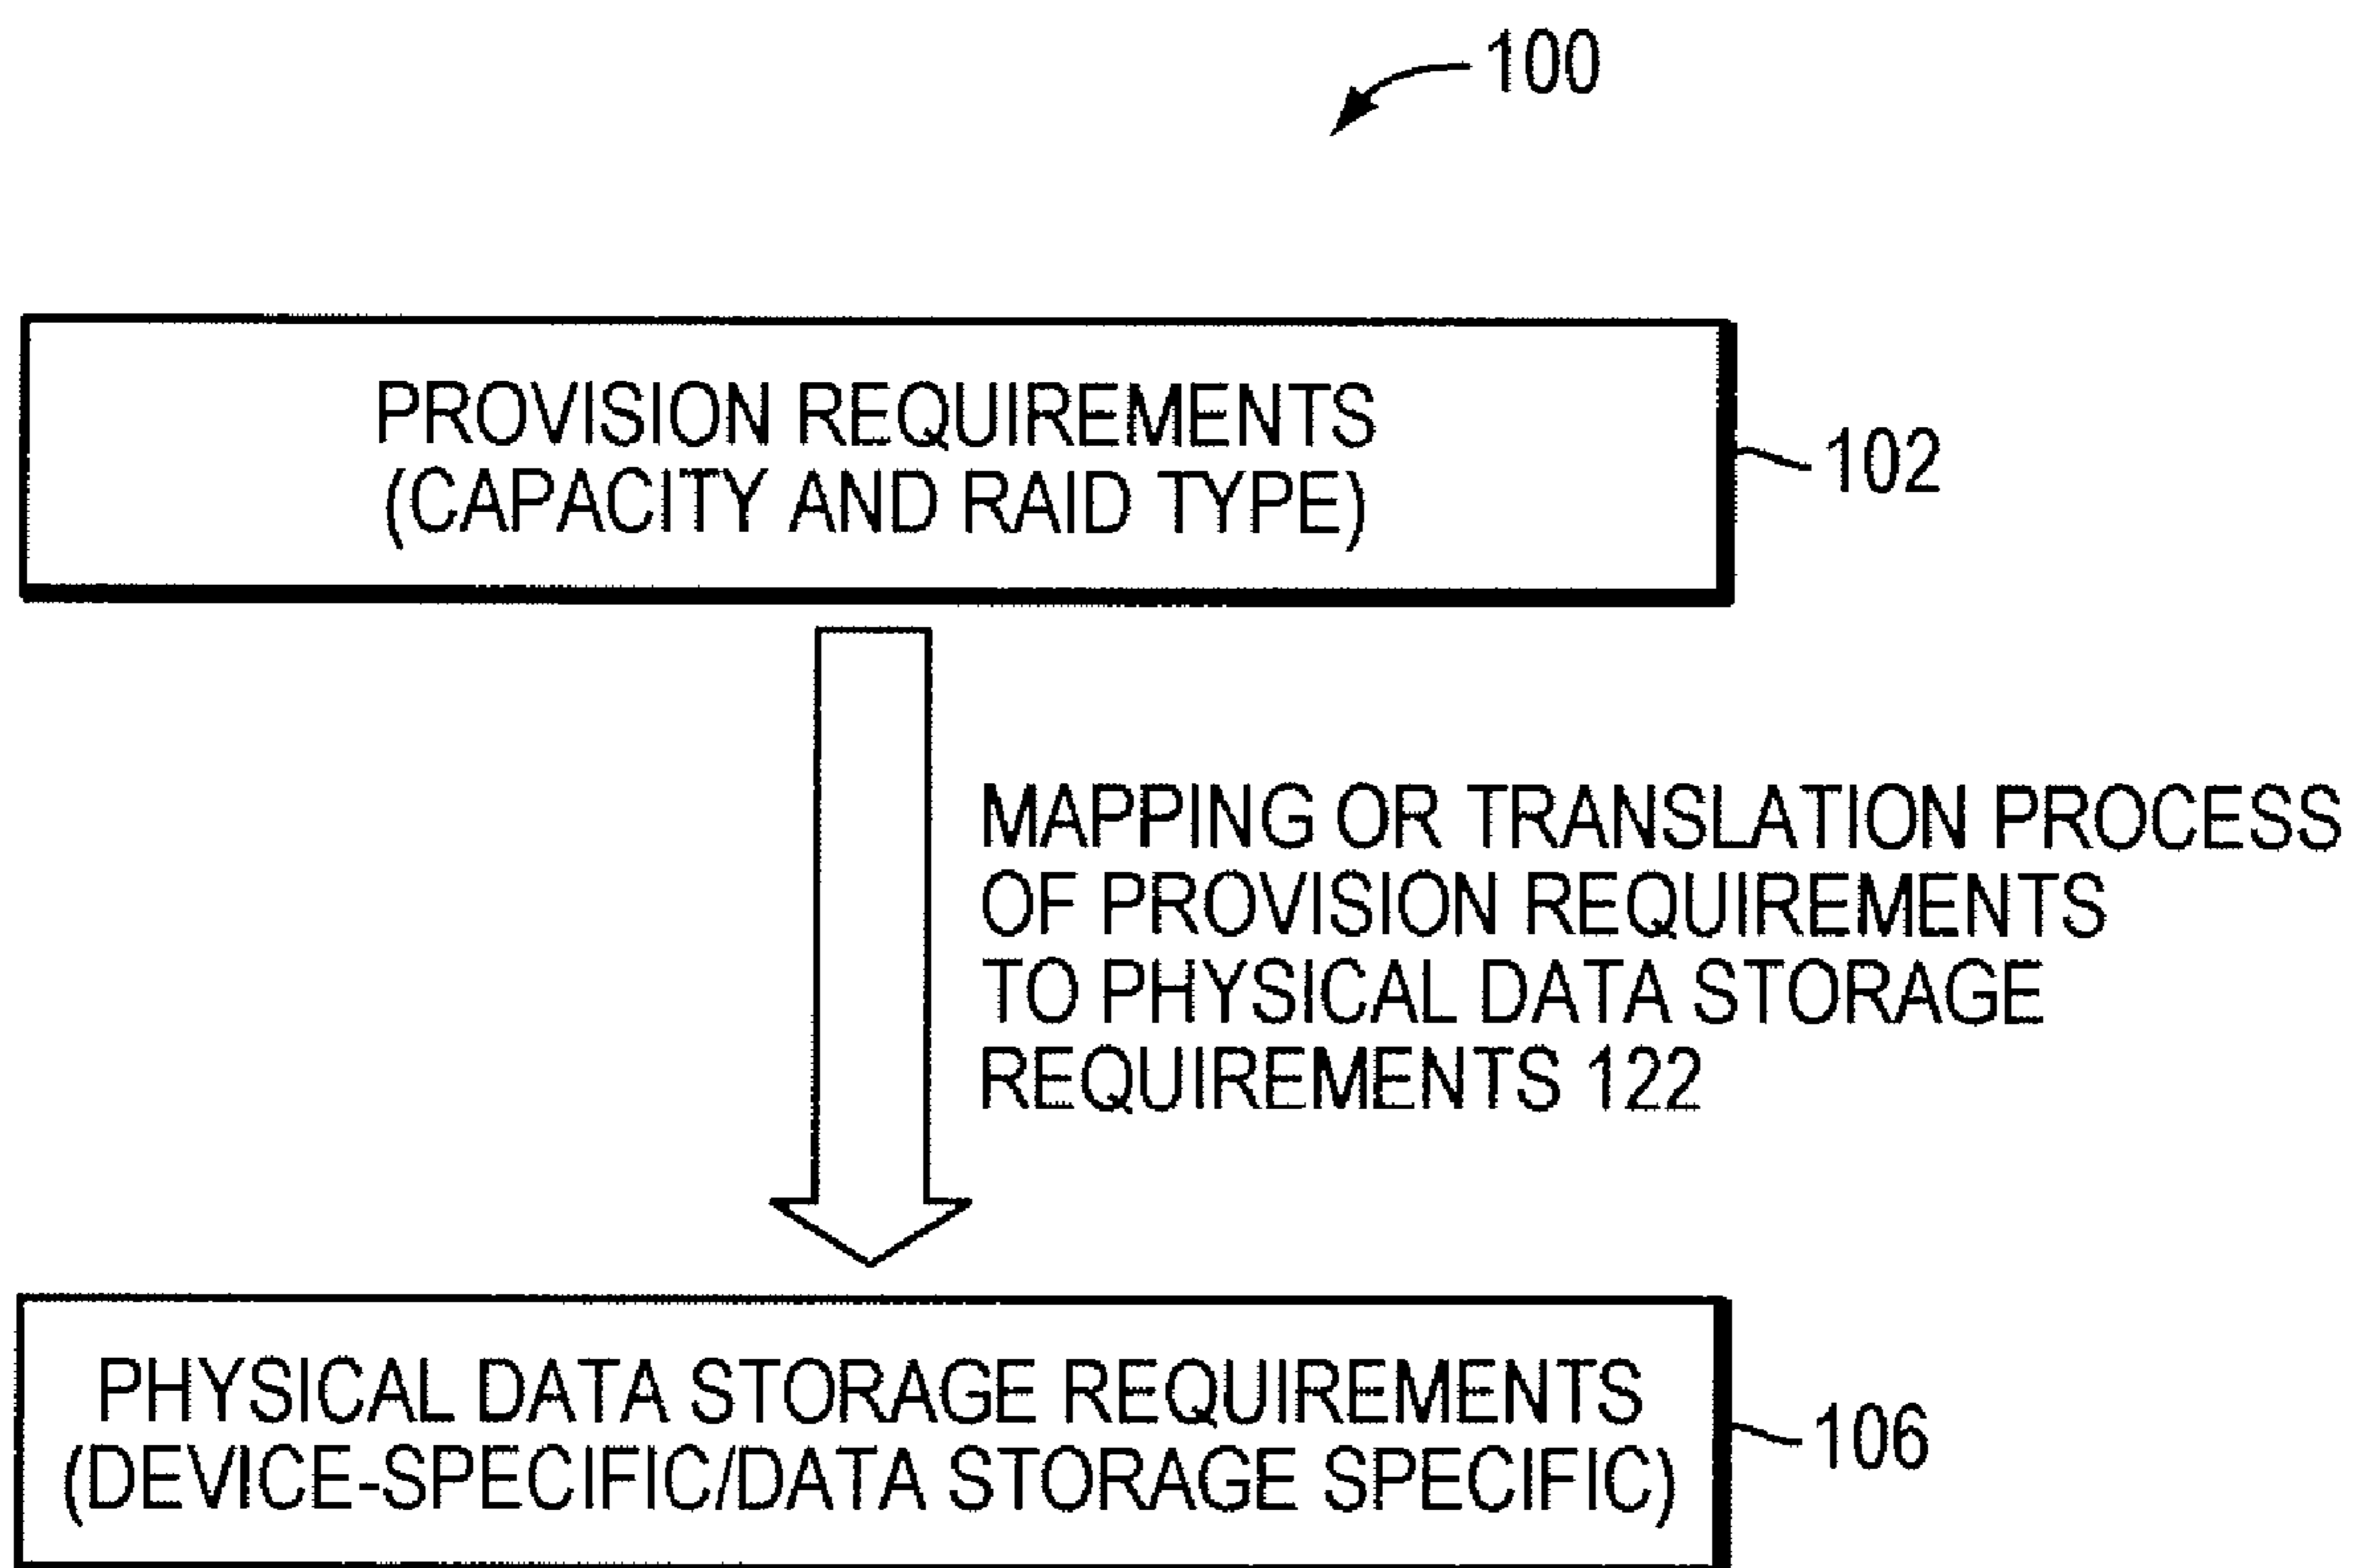 100
PROVISION REQUIREMENTS
(CAPACITY AND RAID TYPE)
102
MAPPING OR TRANSLATION PROCESS
OF PROVISION REQUIREMENTS
TO PHYSICAL DATA STORAGE
REQUIREMENTS 122
PHYSICAL DATA STORAGE REQUIREMENTS
(DEVICE-SPECIFIC/DATA STORAGE SPECIFIC)
106